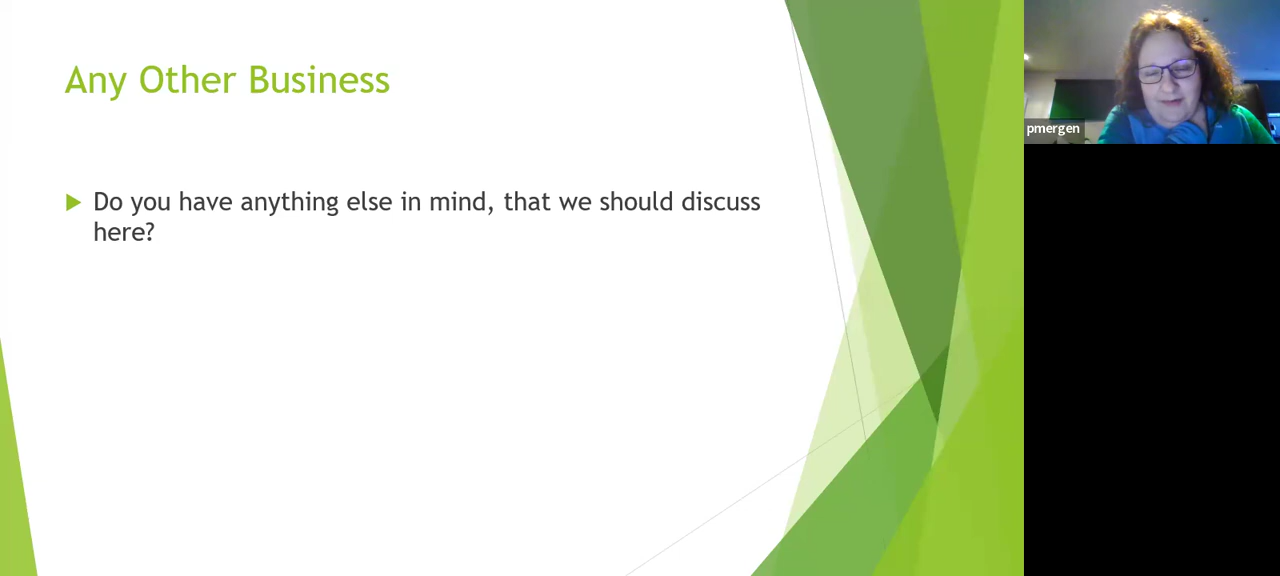 Any Other Business
Do you have anything else in mind, that we should discuss
here?
pmergen